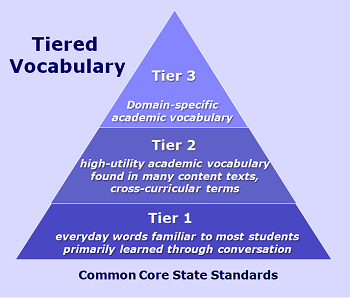 Tiered
Vocabulary
Tier 3
Domain-specific
academic vocabulary
Tier 2
high-utility academic vocabulary
found in many content texts,
cross-curricular terms
Tier 1
everyday words familiar to most students
primarily learned through conversation
Common Core State Standards